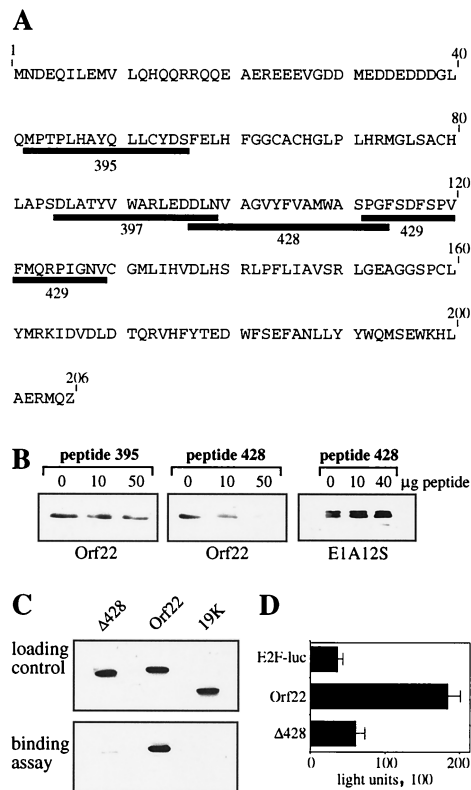 A
1 40
MNDEQILEMV LQHQQRRQQE AEREEEVGDD MEDDEDDDGL
80
QMPTPLHAYQ LLCYDSFELH FGGCACHGLP LHRMGLSACH
395
120
LAPSDLATYV WARLEDDLNV AGVYFVAMWA SPGFSDFSPV
397 428 429
160
FMQRPIGNVC GMLIHVDLHS RLPFLIAVSR LGEAGGSPCL
429
200
YMRKIDVDLD TQRVHFYTED WFSEFANLLY YWQMSEWKHL
206
AERMQZ
B
peptide 395 peptide 428 peptide 428
0 10 50 0 10 50 0 10 40 µg peptide
Orf22 Orf22 E1A12S
C
Δ428 Orf22 19K
loading control
binding assay
D
E2F-luc
Orf22
Δ428
0 100 200
light units, 100